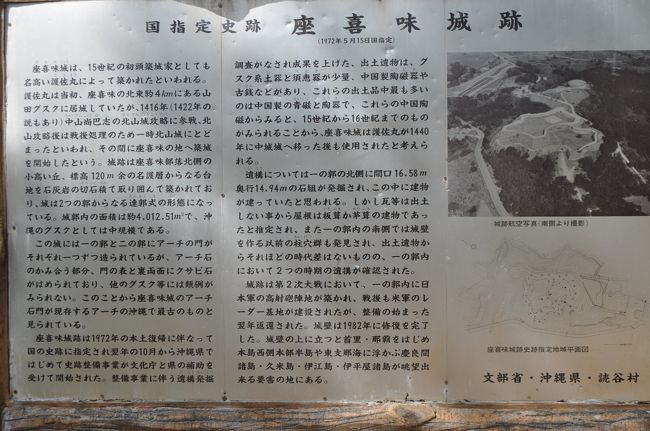 国指定史跡 座喜味城跡
(1972年5月15日国指定)
座喜味城は、15世紀の初頭築城家としても
名高い護佐丸によって築かれたといわれる。
護佐丸は当初、座喜味の北東約4kmにある山
田グスクに居城していたが、1416年(1422年の
説もあり)中山尚巴志の北山城攻略に参戦、北
山攻略後は戦後処理のため一時北山城にとど
まったといわれ、その間に座喜味の地へ築城
を開始したという。城跡は座喜味部落北側の
小高い丘、標高120m余の名護層からなる台
地を石灰岩の切石積で取り囲んで築かれてお
り、城は2つの郭からなる連郭式の形態になっ
ている。城郭内の面積は約4.012.51㎡で、沖
縄のグスクとしては中規模である。
この城には一の郭と二の郭にアーチの門が
それぞれ一つずつ造られているが、アーチ石
のかみ合う部分、門の表と裏両面にクサビ石
がはめられており、他のグスク等には類例が
みられない。このことから座喜味城のアーチ
石門が現存するアーチの沖縄で最古のものと
見られている。
座喜味城跡は1972年の本土復帰に伴なって
国の史跡に指定され翌年の10月から沖縄県で
はじめて史跡整備事業が文化庁と県の補助を
受けて開始された。整備事業に伴う遺構発掘
調査がなされ成果を上げた、出土遺物は、グ
スク系土器と須恵器が少量、中国製陶磁器や
古銭などがあり、これらの出土品中最も多い
のは中国製の青磁と陶器で、これらの中国陶
磁からみると、15世紀から16世紀までのもの
がみられることから、座喜味城は護佐丸が1440
年に中城城へ移った後も使用されたと考えら
れる。
遺構については一の郭の北側に間口16.58m
奥行14.94mの石組が発掘され、この中に建物
が建っていたと思われる。しかし瓦等は出土
しない事から屋根は板葺か茅葺の建物であっ
たと推定され、また一の郭内の南側では城壁
を作る以前の柱穴群も発見され、出土遺物か
らそれほどの時代差はないものの、一の郭内
において2つの時期の遺構が確認された。
城跡は第2次大戦において、一の郭内に日
本軍の高射砲陣地が築かれ、戦後も米軍のレ
ーダー基地が建設されたが、整備の始まった
翌年返還された。城壁は1982年に修復を完了
した。城壁の上に立つと首里・那覇をはじめ
本島西側本部半島や東支那海に浮かぶ慶良間
諸島・久米島・伊江島・伊平屋諸島が眺望出
来る要害の地にある。
城跡航空写真(南側より撮影)
座喜味城跡史跡指定地域平面図
文部省・沖縄県・読谷村